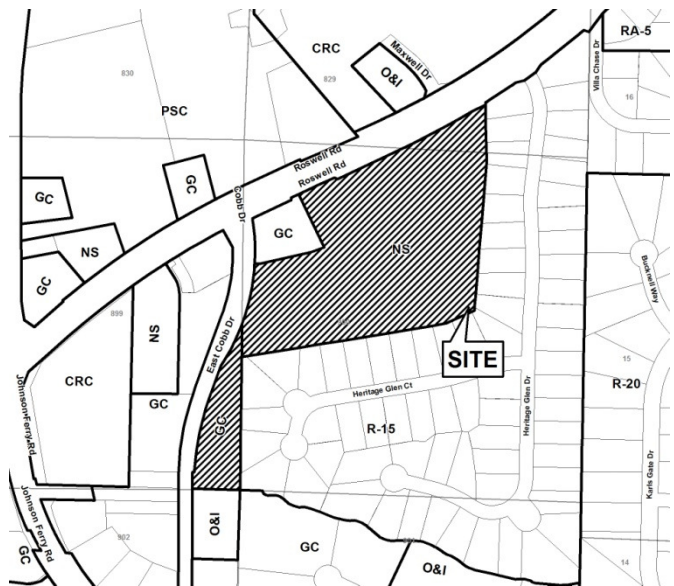 RA-5
CRC
829
O&I
Maxwell Dr
Villa Chase Dr
830
16
PSC
Roswell Rd
Roswell Rd
GC
GC
Cobb Dr
GC
NS
NS
GC
Bucknell Way
899
NS
East Cobb Dr
SITE
15
CRC
Johnson Ferry Rd
GC
Heritage Glen Ct
Heritage Glen Dr
R-20
GC
R-15
Karls Gate Dr
Johnson Ferry Rd
O&I
902
GC
GC
O&I
14